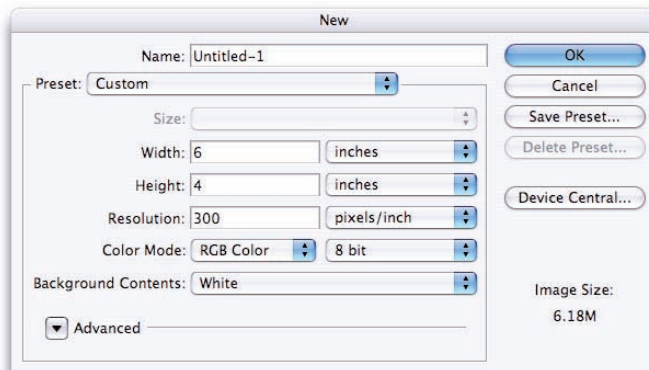 New
Name: Untitled-1
OK
Preset: Custom
Cancel
Size:
Save Preset...
Width: 6 inches
Delete Preset...
Height: 4 inches
Device Central...
Resolution: 300 pixels/inch
Color Mode: RGB Color 8 bit
Background Contents: White
Image Size:
6.18M
Advanced